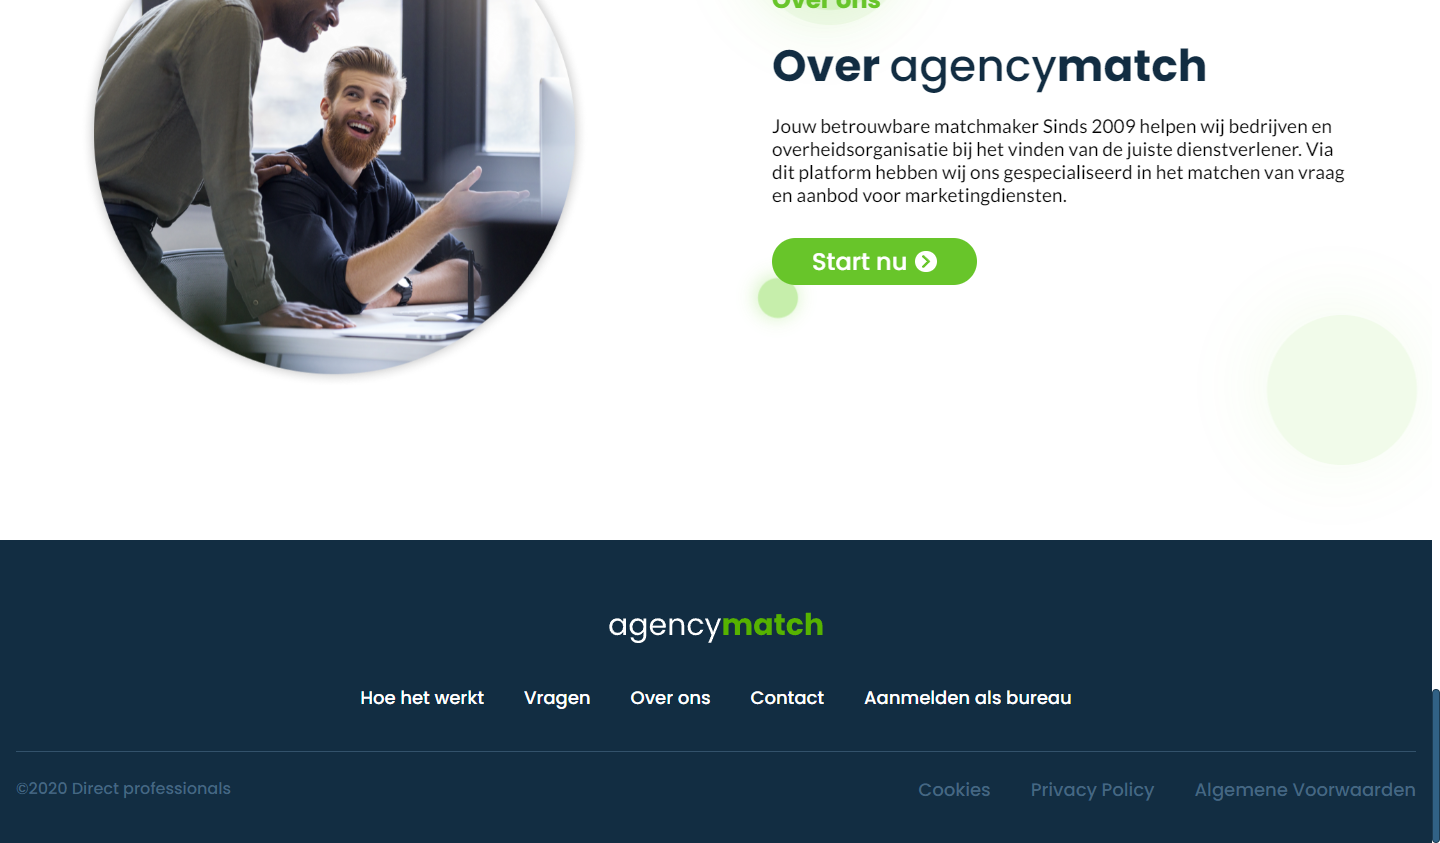 Over ons
Over agencymatch
Jouw betrouwbare matchmaker Sinds 2009 helpen wij bedrijven en
overheidsorganisatie bij het vinden van de juiste dienstverlener. Via
dit platform hebben wij ons gespecialiseerd in het matchen van vraag
en aanbod voor marketingdiensten.
Start nu
agencymatch
Hoe het werkt Vragen Over ons Contact Aanmelden als bureau
©2020 Direct professionals Cookies Privacy Policy Algemene Voorwaarden